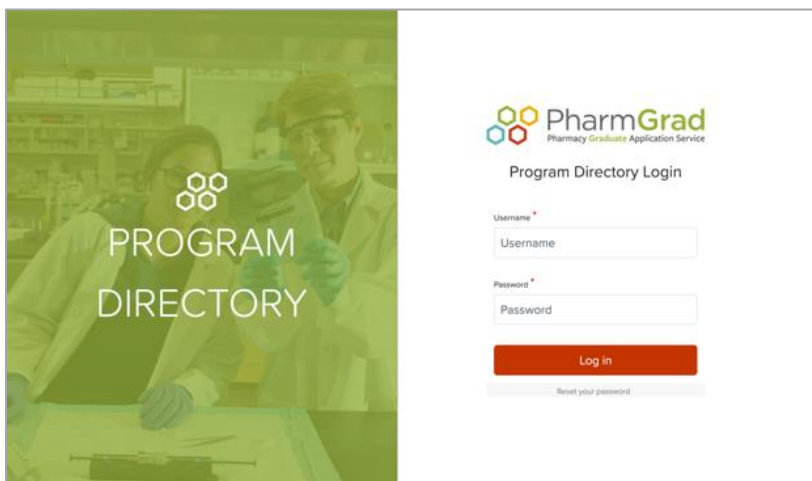 PROGRAM
DIRECTORY
PharmGrad
Pharmacy Graduate Application Service
Program Directory Login
Username *
Username
Password *
Password
Log in
Reset your password